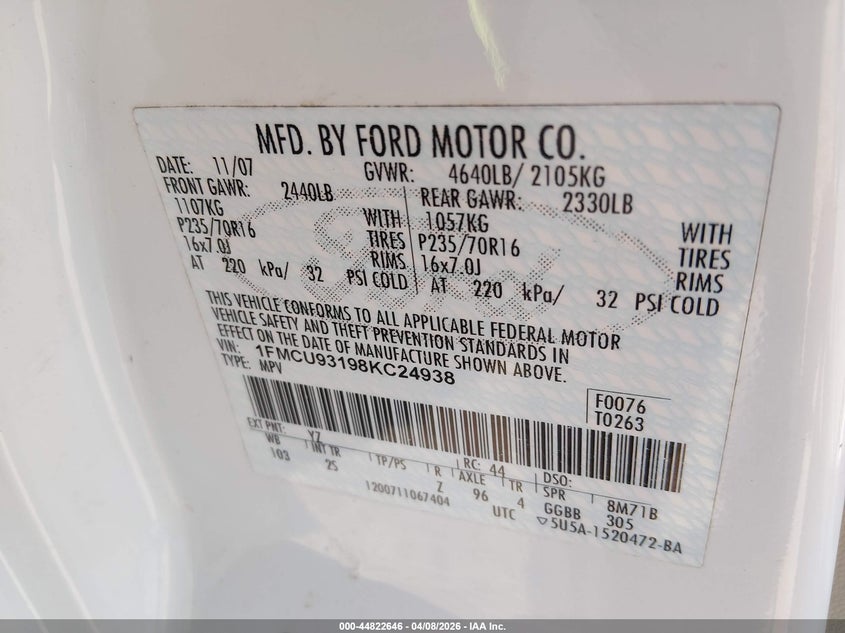 MFD. BY FORD MOTOR CO.
DATE: 11/07 GVWR: 4640LB/ 2105KG
FRONT GAWR: 2440LB REAR GAWR: 2330LB
1107KG WITH 1057KG WITH
P235/70R16 TIRES P235/70R16 TIRES
16x7.0J RIMS 16x7.0J RIMS
AT 220 kPa/ 32 PSI COLD AT 220 kPa/ 32 PSI COLD
THIS VEHICLE CONFORMS TO ALL APPLICABLE FEDERAL MOTOR
VEHICLE SAFETY AND THEFT PREVENTION STANDARDS IN
EFFECT ON THE DATE OF MANUFACTURE SHOWN ABOVE.
VIN: 1FMCU93198KC24938
TYPE: MPV
F0076
T0263
EXT PNT: YZ RC: 44 DSO:
WB INT TR TP/PS R AXLE TR SPR 8M71B
103 2S Z 96 4 GGBB 305
1200711067404 UTC ▽5U5A-1520472-BA
Ford
000-44822646 - 04/08/2026 - IAA Inc.